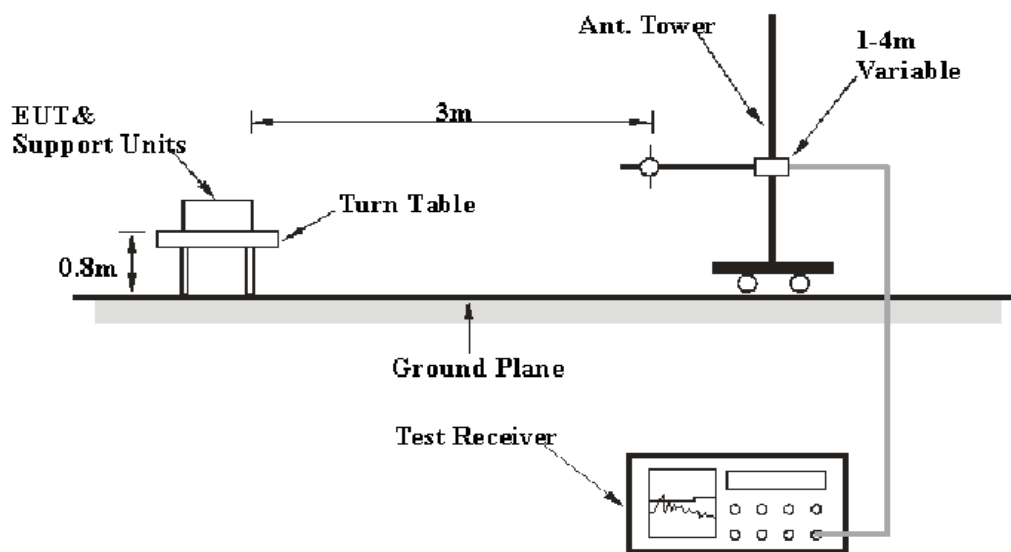 Ant. Tower
1-4m
Variable
EUT&
Support Units
3m
Turn Table
0.8m
Ground Plane
Test Receiver